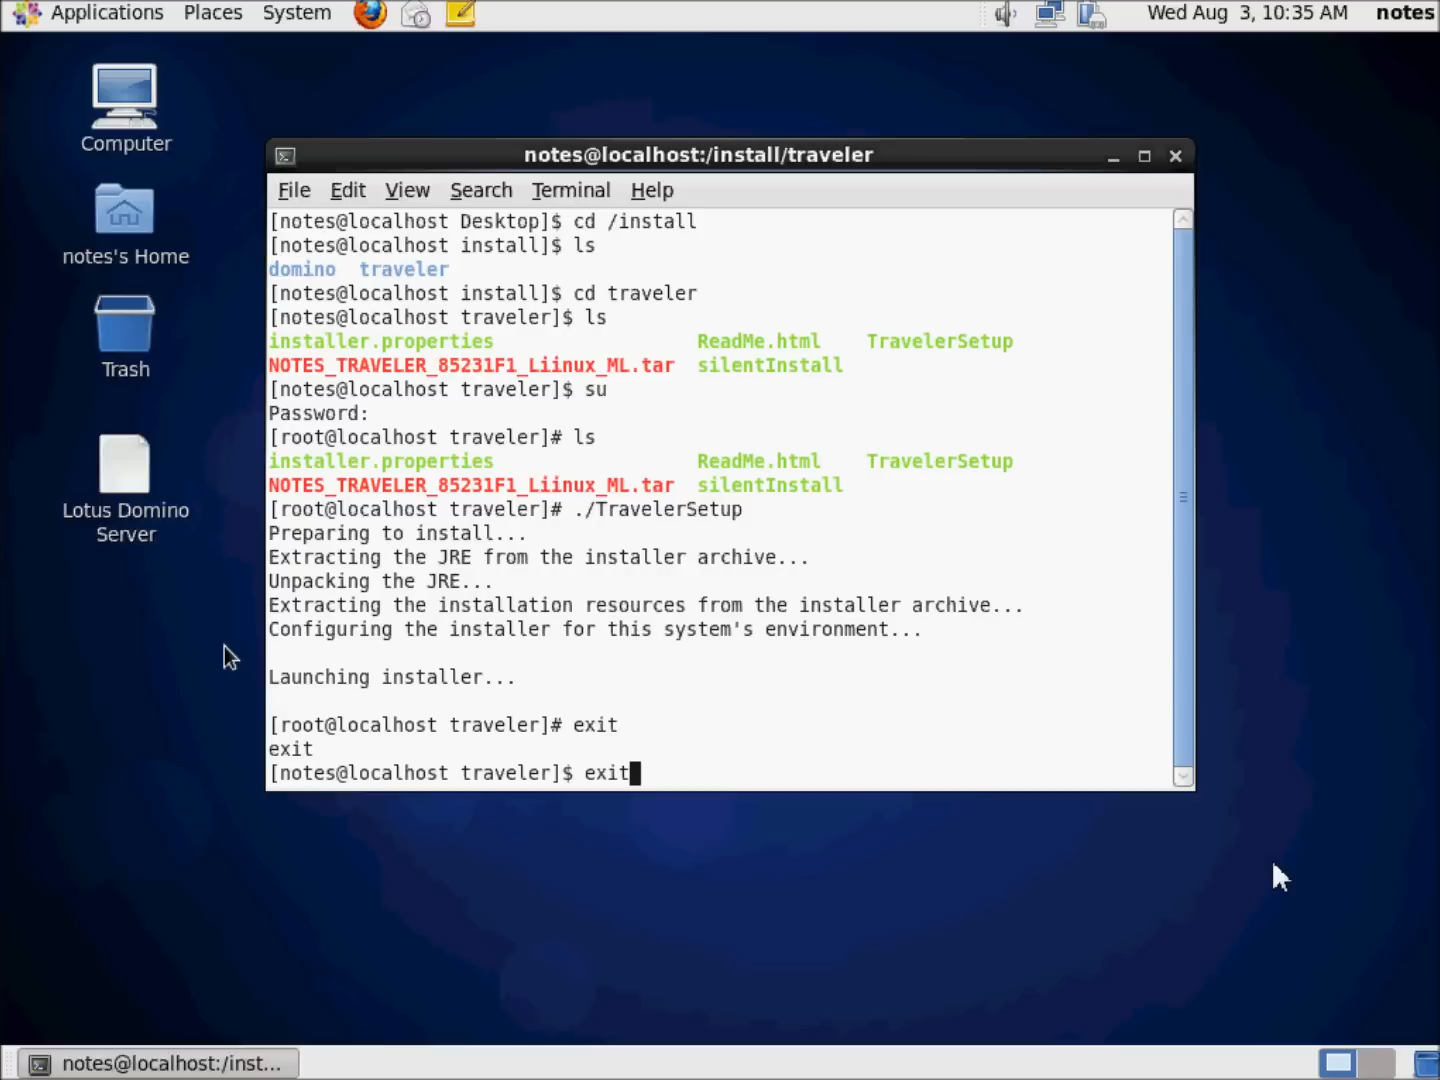 Applications Places System Wed Aug 3, 10:35 AM notes
Computer
notes's Home
Trash
Lotus Domino
Server
notes@localhost:/install/traveler
File Edit View Search Terminal Help
[notes@localhost Desktop]$ cd /install
[notes@localhost install]$ ls
domino traveler
[notes@localhost install]$ cd traveler
[notes@localhost traveler]$ ls
installer.properties ReadMe.html TravelerSetup
NOTES_TRAVELER_85231F1_Liinux_ML.tar silentInstall
[notes@localhost traveler]$ su
Password:
[root@localhost traveler]# ls
installer.properties ReadMe.html TravelerSetup
NOTES_TRAVELER_85231F1_Liinux_ML.tar silentInstall
[root@localhost traveler]# ./TravelerSetup
Preparing to install...
Extracting the JRE from the installer archive...
Unpacking the JRE...
Extracting the installation resources from the installer archive...
Configuring the installer for this system's environment...
Launching installer...
[root@localhost traveler]# exit
exit
[notes@localhost traveler]$ exit
notes@localhost:/inst...